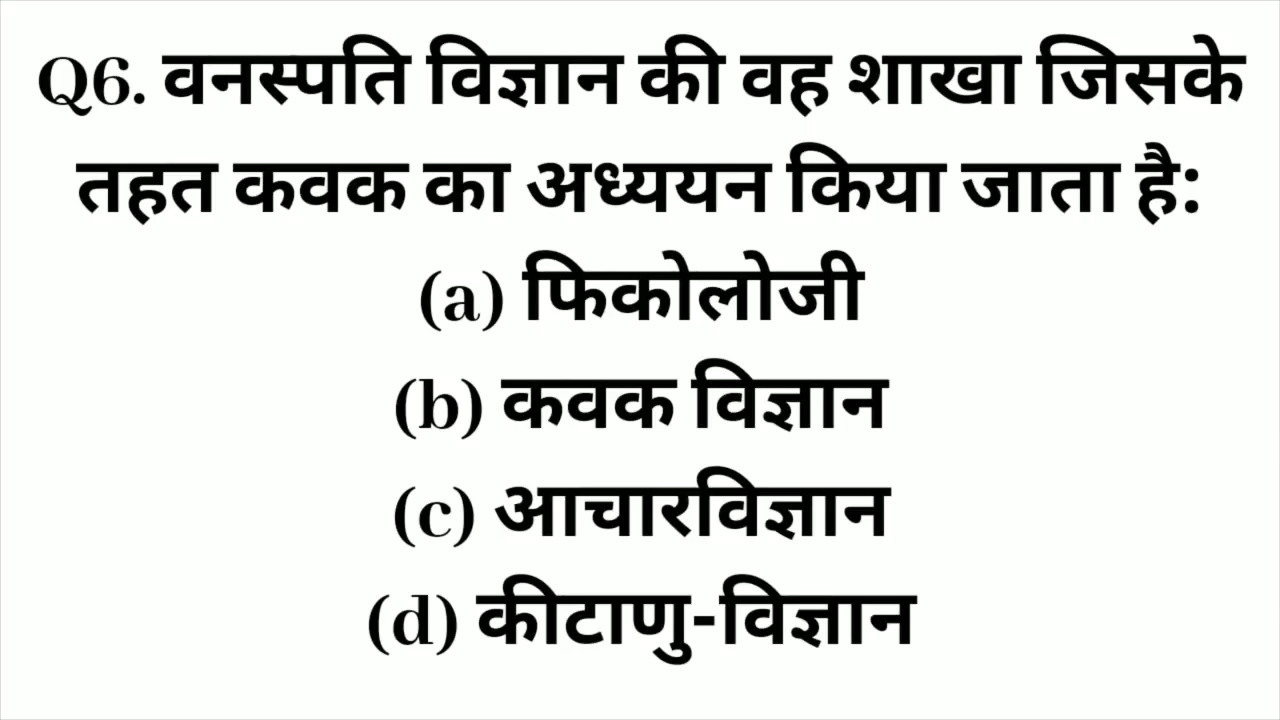 Q6. वनस्पति विज्ञान की वह शाखा जिसके
तहत कवक का अध्ययन किया जाता है:
(a) फिकोलोजी
(b) कवक विज्ञान
(c) आचारविज्ञान
(d) कीटाणु-विज्ञान